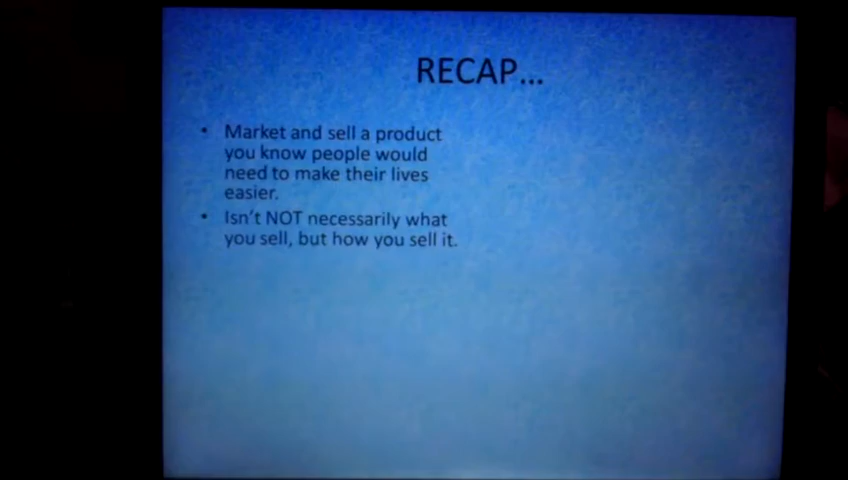 RECAP...
• Market and sell a product
you know people would
need to make their lives
easier.
• Isn't NOT necessarily what
you sell, but how you sell it.